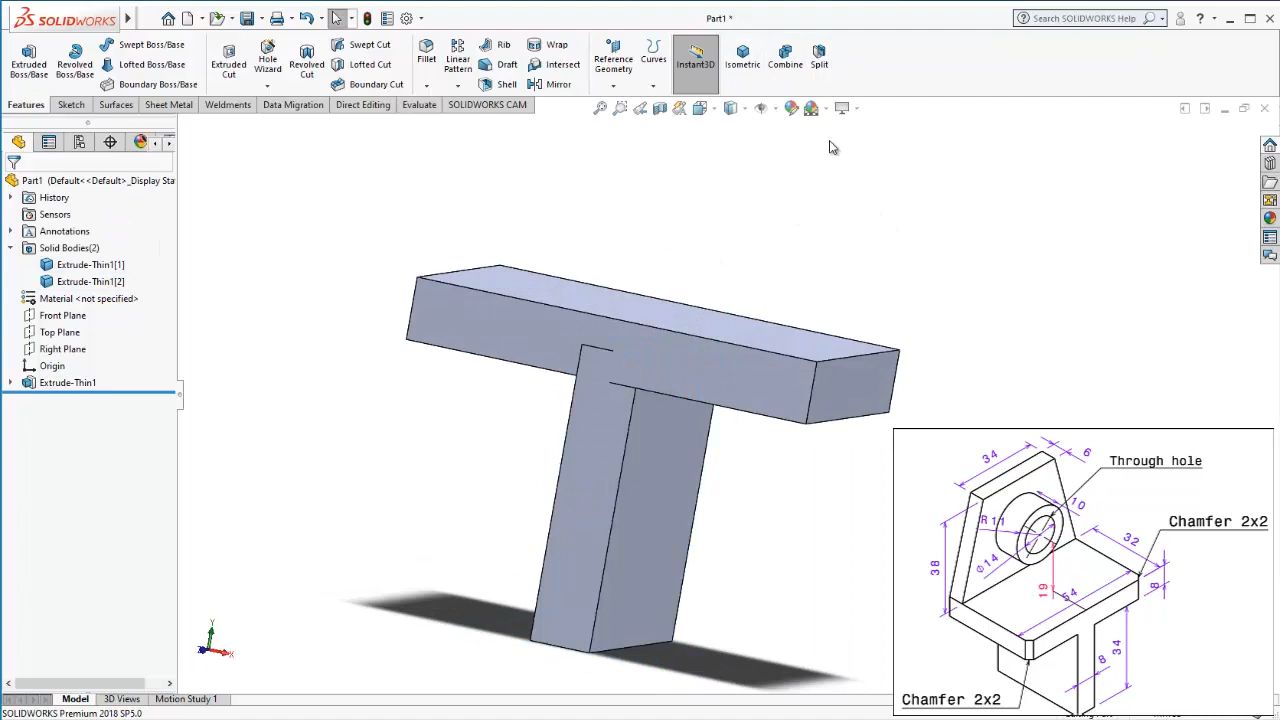 SOLIDWORKS
Part1 *
Search SOLIDWORKS Help
Extruded Boss/Base
Revolved Boss/Base
Swept Boss/Base
Lofted Boss/Base
Boundary Boss/Base
Extruded Cut
Hole Wizard
Revolved Cut
Swept Cut
Lofted Cut
Boundary Cut
Fillet
Linear Pattern
Rib
Draft
Shell
Wrap
Intersect
Mirror
Reference Geometry
Curves
Instant3D
Isometric
Combine
Split
Features
Sketch
Surfaces
Sheet Metal
Weldments
Data Migration
Direct Editing
Evaluate
SOLIDWORKS CAM
Part1 (Default<<Default>_Display Sta
History
Sensors
Annotations
Solid Bodies(2)
Extrude-Thin1[1]
Extrude-Thin1[2]
Material <not specified>
Front Plane
Top Plane
Right Plane
Origin
Extrude-Thin1
Y
X
Z
34
6
Through hole
10
R11
Chamfer 2x2
32
38
Ø14
19
54
8
34
8
Chamfer 2x2
Model
3D Views
Motion Study 1
SOLIDWORKS Premium 2018 SP5.0